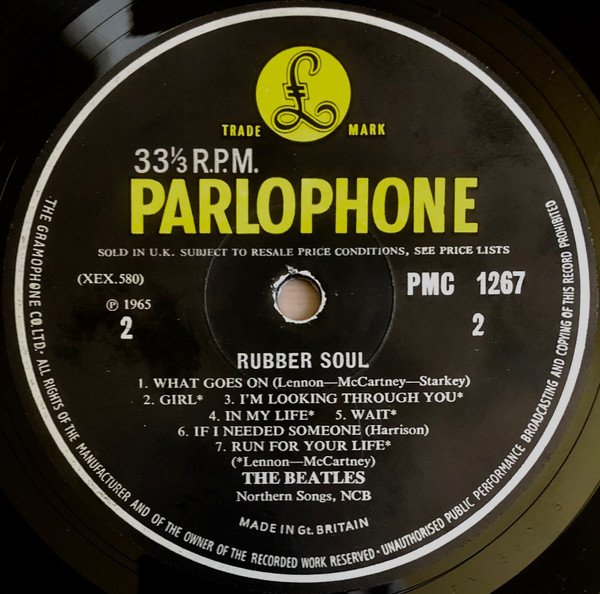 £
TRADE MARK
33⅓ R.P.M.
PARLOPHONE
SOLD IN U.K. SUBJECT TO RESALE PRICE CONDITIONS, SEE PRICE LISTS
(XEX.580)
PMC 1267
℗ 1965
2
2
RUBBER SOUL
1. WHAT GOES ON (Lennon—McCartney—Starkey)
2. GIRL* 3. I'M LOOKING THROUGH YOU*
4. IN MY LIFE* 5. WAIT*
6. IF I NEEDED SOMEONE (Harrison)
7. RUN FOR YOUR LIFE*
(*Lennon—McCartney)
THE BEATLES
Northern Songs, NCB
MADE IN Gt. BRITAIN
THE GRAMOPHONE CO. LTD· ALL RIGHTS OF THE MANUFACTURER AND OF THE OWNER OF THE RECORDED WORK RESERVED· UNAUTHORISED PUBLIC PERFORMANCE BROADCASTING AND COPYING OF THIS RECORD PROHIBITED